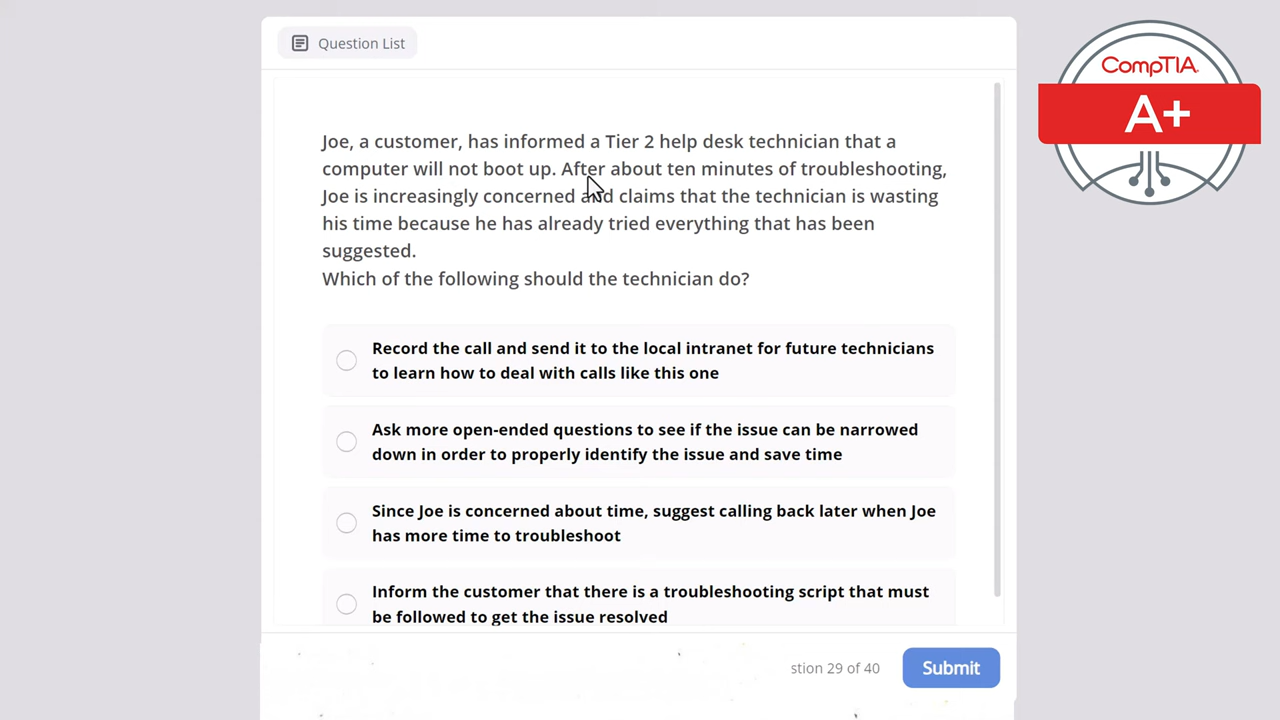 Question List
CompTIA.
A+
Joe, a customer, has informed a Tier 2 help desk technician that a
computer will not boot up. After about ten minutes of troubleshooting,
Joe is increasingly concerned and claims that the technician is wasting
his time because he has already tried everything that has been
suggested.
Which of the following should the technician do?
Record the call and send it to the local intranet for future technicians
to learn how to deal with calls like this one
Ask more open-ended questions to see if the issue can be narrowed
down in order to properly identify the issue and save time
Since Joe is concerned about time, suggest calling back later when Joe
has more time to troubleshoot
Inform the customer that there is a troubleshooting script that must
be followed to get the issue resolved
stion 29 of 40
Submit